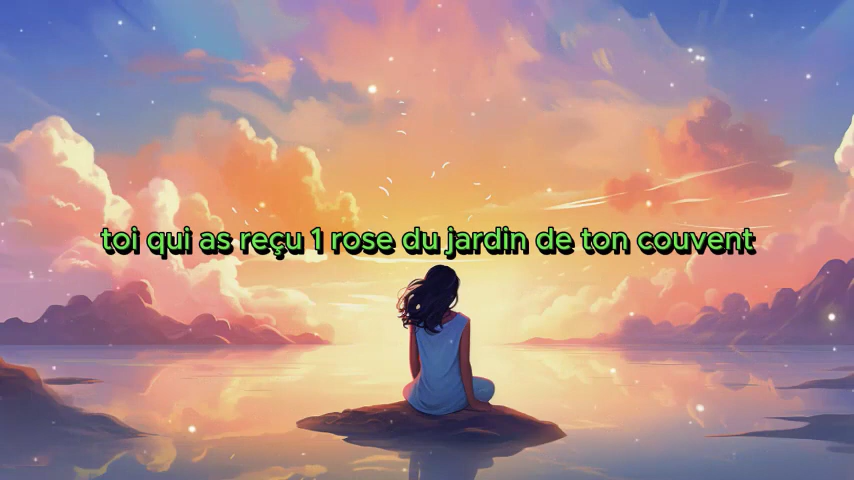 toi qui as reçu 1 rose du jardin de ton couvent